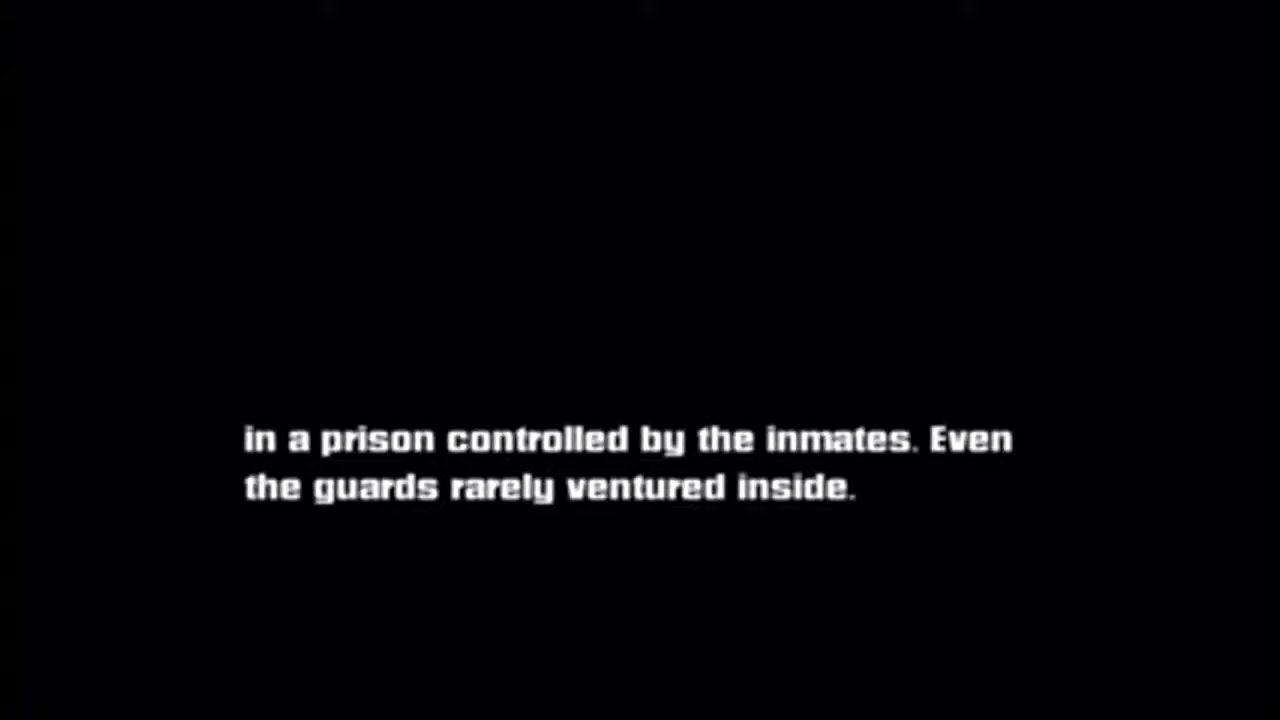 in a prison controlled by the inmates. Even
the guards rarely ventured inside.